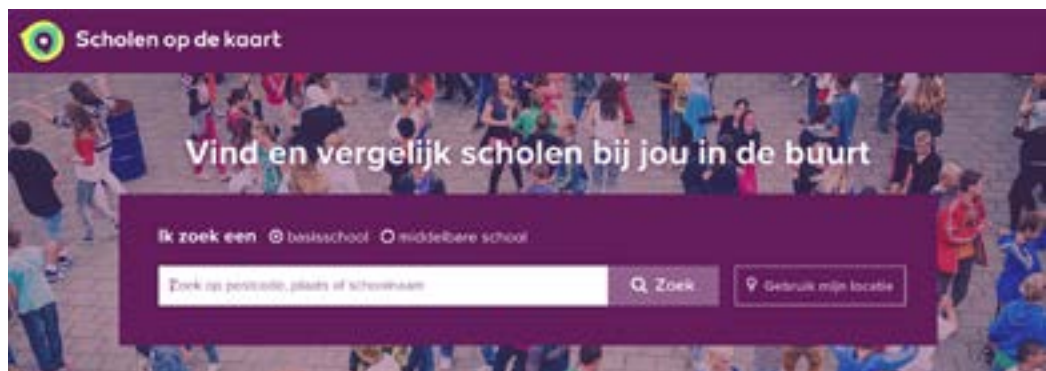 Scholen op de kaart
Vind en vergelijk scholen bij jou in de buurt
Ik zoek een basisschool middelbare school
Zoek op postcode, plaats of schoolnaam
Zoek
Gebruik mijn locatie